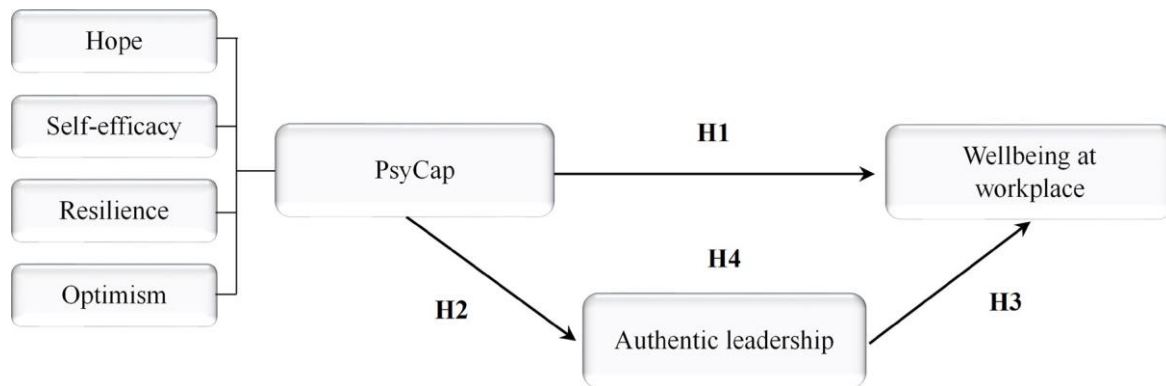 Hope
Self-efficacy
Resilience
Optimism
PsyCap
H1
Wellbeing at
workplace
H4
H2
H3
Authentic leadership